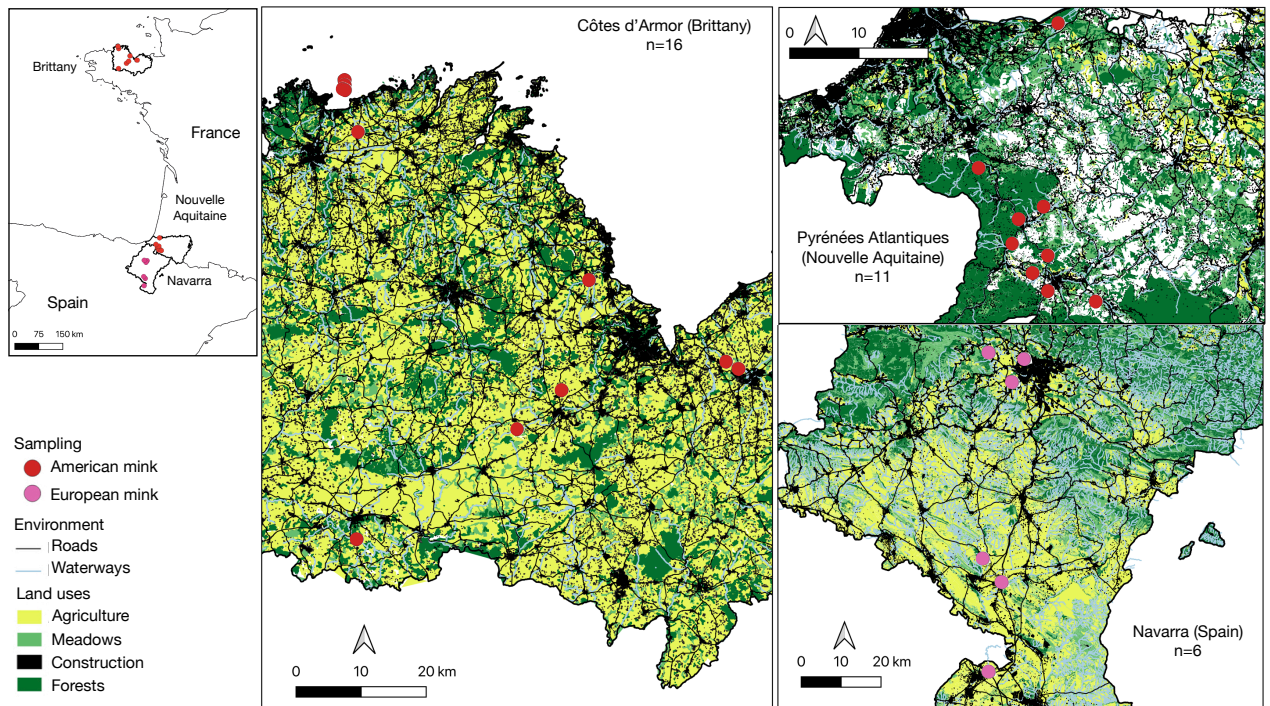 Brittany
France
Nouvelle
Aquitaine
Navarra
Spain
0 75 150 km
Sampling
American mink
European mink
Environment
Roads
Waterways
Land uses
Agriculture
Meadows
Construction
Forests
Côtes d'Armor (Brittany)
n=16
0 10 20 km
0 10
Pyrénées Atlantiques
(Nouvelle Aquitaine)
n=11
Navarra (Spain)
n=6
0 10 20 km